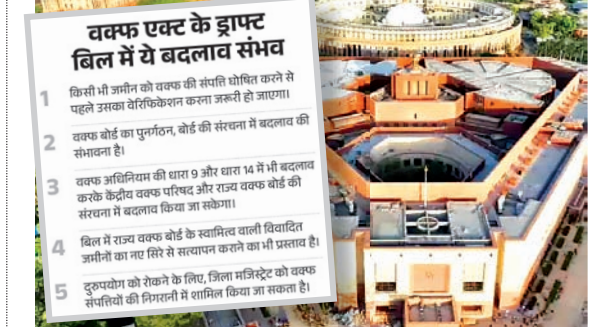 वक्फ एक्ट के ड्राफ्ट
बिल में ये बदलाव संभव
1 किसी भी जमीन को वक्फ की संपत्ति घोषित करने से
पहले उसका वेरिफिकेशन करना जरूरी हो जाएगा।
2 वक्फ बोर्ड का पुनर्गठन, बोर्ड की संरचना में बदलाव की
संभावना है।
3 वक्फ अधिनियम की धारा 9 और धारा 14 में भी बदलाव
करके केंद्रीय वक्फ परिषद और राज्य वक्फ बोर्ड की
संरचना में बदलाव किया जा सकेगा।
4 बिल में राज्य वक्फ बोर्ड के स्वामित्व वाली विवादित
जमीनों का नए सिरे से सत्यापन कराने का भी प्रस्ताव है।
5 दुरुपयोग को रोकने के लिए, जिला मजिस्ट्रेट को वक्फ
संपत्तियों की निगरानी में शामिल किया जा सकता है।